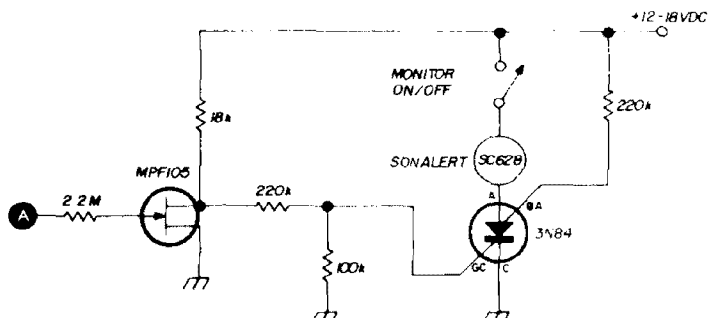 +12-18VDC
MONITOR
ON/OFF
18k
220k
MPF105
SONALERT
SC628
A
2.2M
220k
A
GA
3N84
100k
GC
C